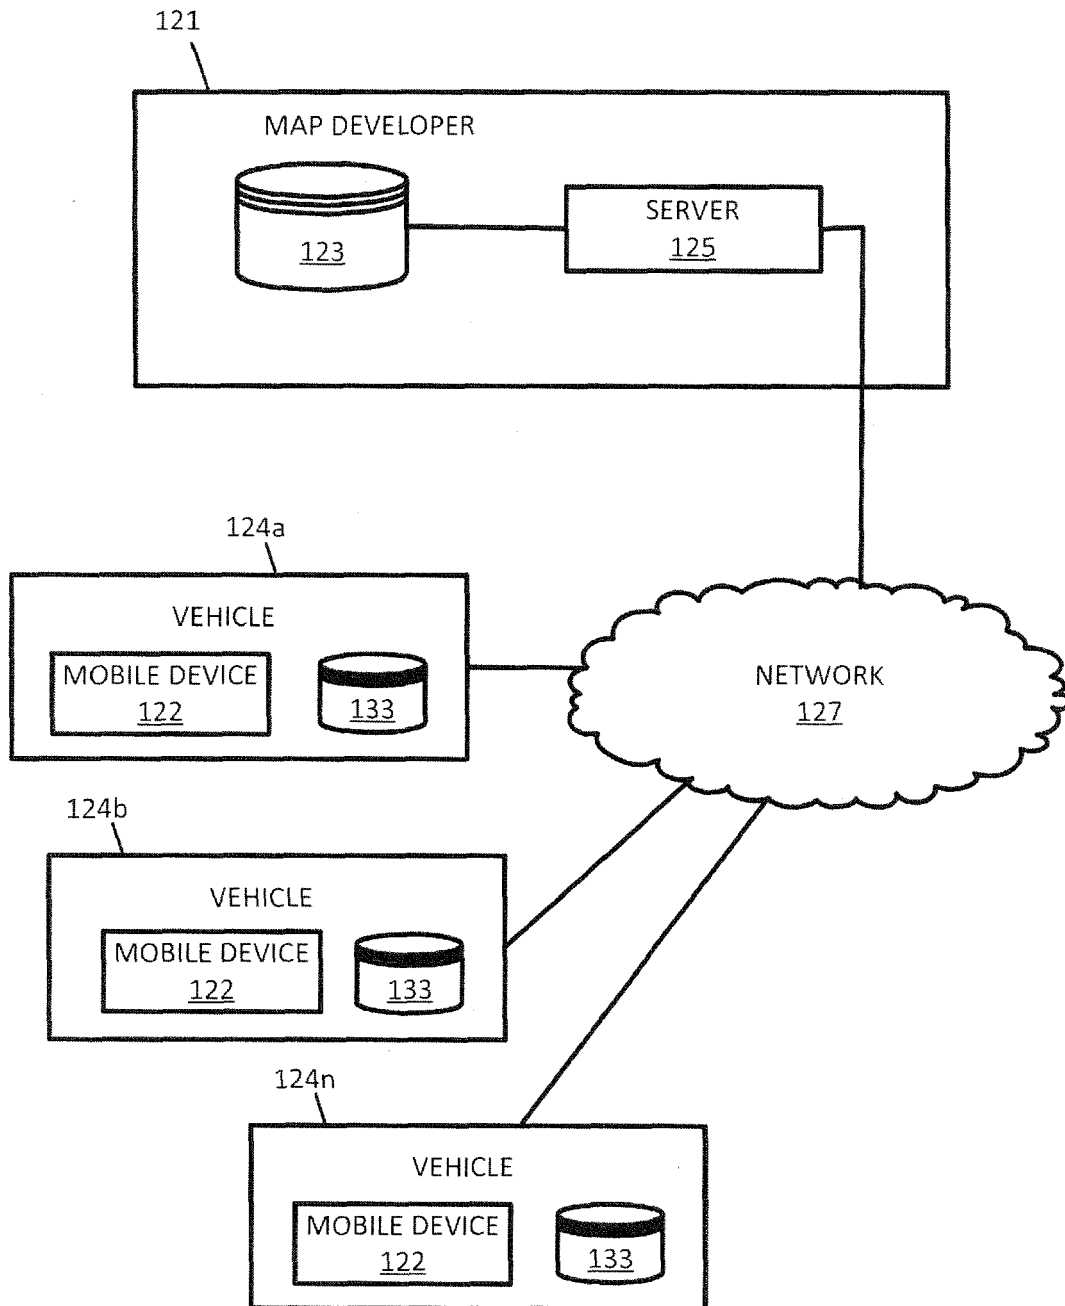 121
MAP DEVELOPER
123
SERVER
125
124a
VEHICLE
MOBILE DEVICE
122
133
NETWORK
127
124b
VEHICLE
MOBILE DEVICE
122
133
124n
VEHICLE
MOBILE DEVICE
122
133